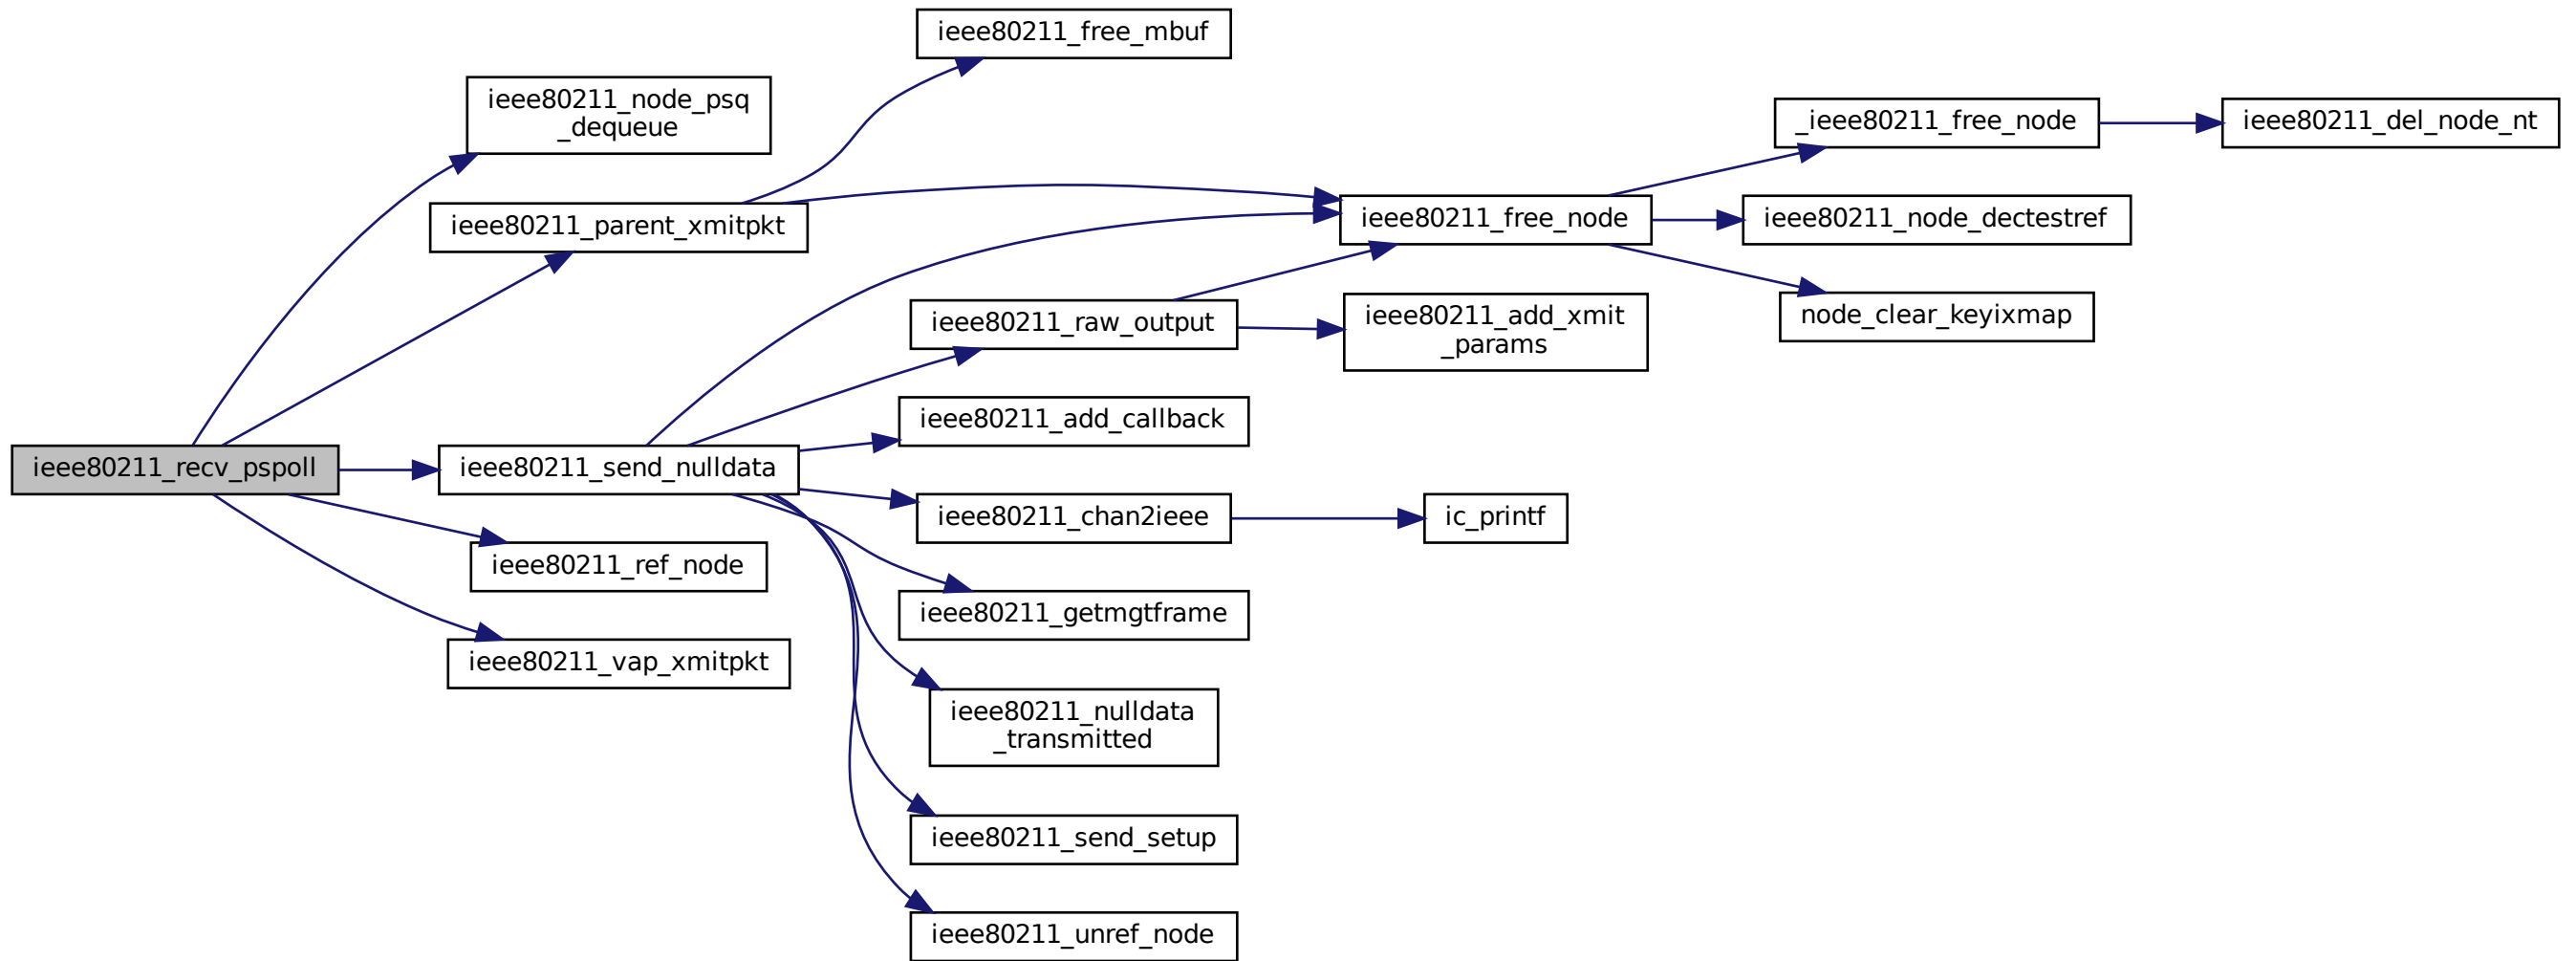 ieee80211_free_mbuf
ieee80211_node_psq
_dequeue
_ieee80211_free_node
ieee80211_del_node_nt
ieee80211_parent_xmitpkt
ieee80211_free_node
ieee80211_node_dectestref
ieee80211_raw_output
ieee80211_add_xmit
_params
node_clear_keyixmap
ieee80211_add_callback
ieee80211_recv_pspoll
ieee80211_send_nulldata
ieee80211_chan2ieee
ic_printf
ieee80211_ref_node
ieee80211_getmgtframe
ieee80211_vap_xmitpkt
ieee80211_nulldata
_transmitted
ieee80211_send_setup
ieee80211_unref_node